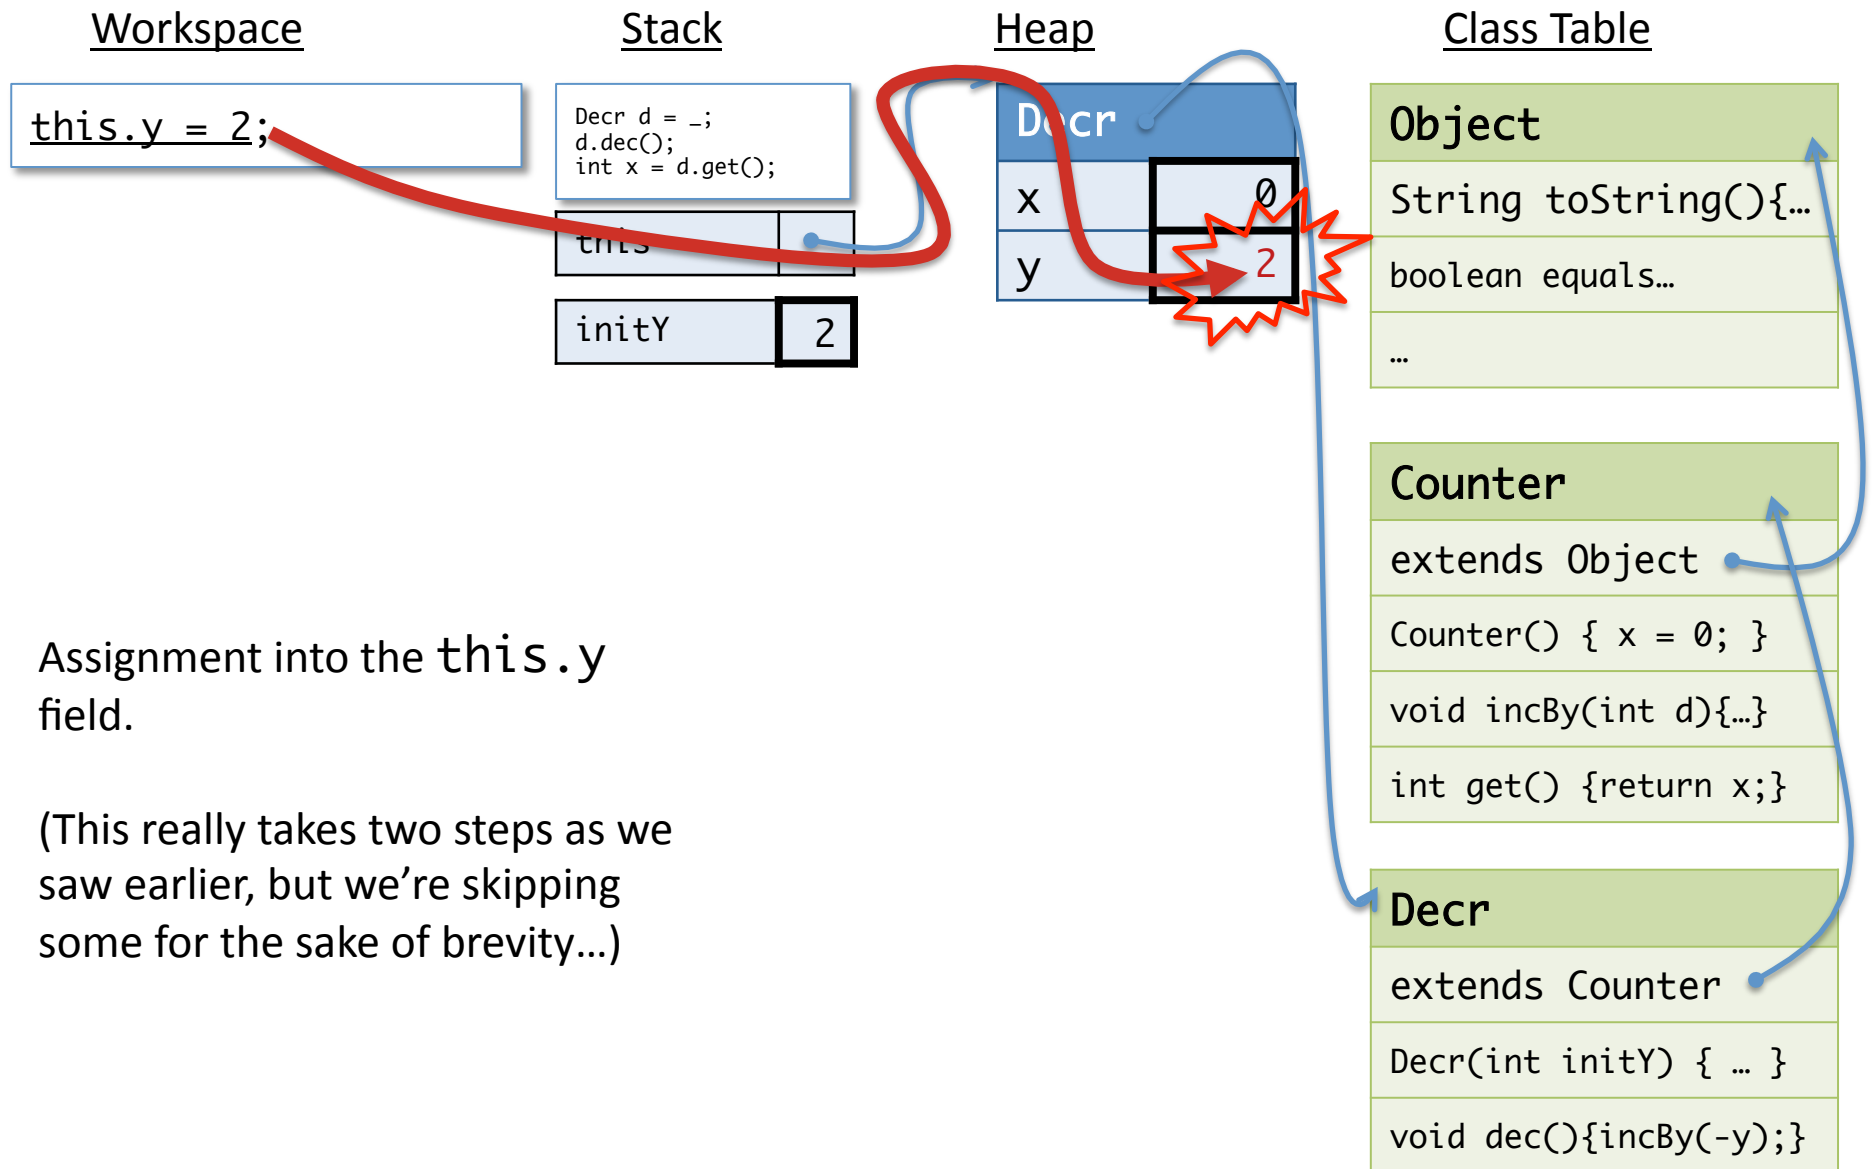 Workspace
Stack
Heap
Class Table
this.y = 2;
Decr d = _;
d.dec();
int x = d.get();
this
initY 2
Decr
x 0
y 2
Object
String toString(){…
boolean equals…
…
Counter
extends Object
Counter() { x = 0; }
void incBy(int d){…}
int get() {return x;}
Decr
extends Counter
Decr(int initY) { … }
void dec(){incBy(-y);}
Assignment into the this.y
field.
(This really takes two steps as we
saw earlier, but we’re skipping
some for the sake of brevity…)